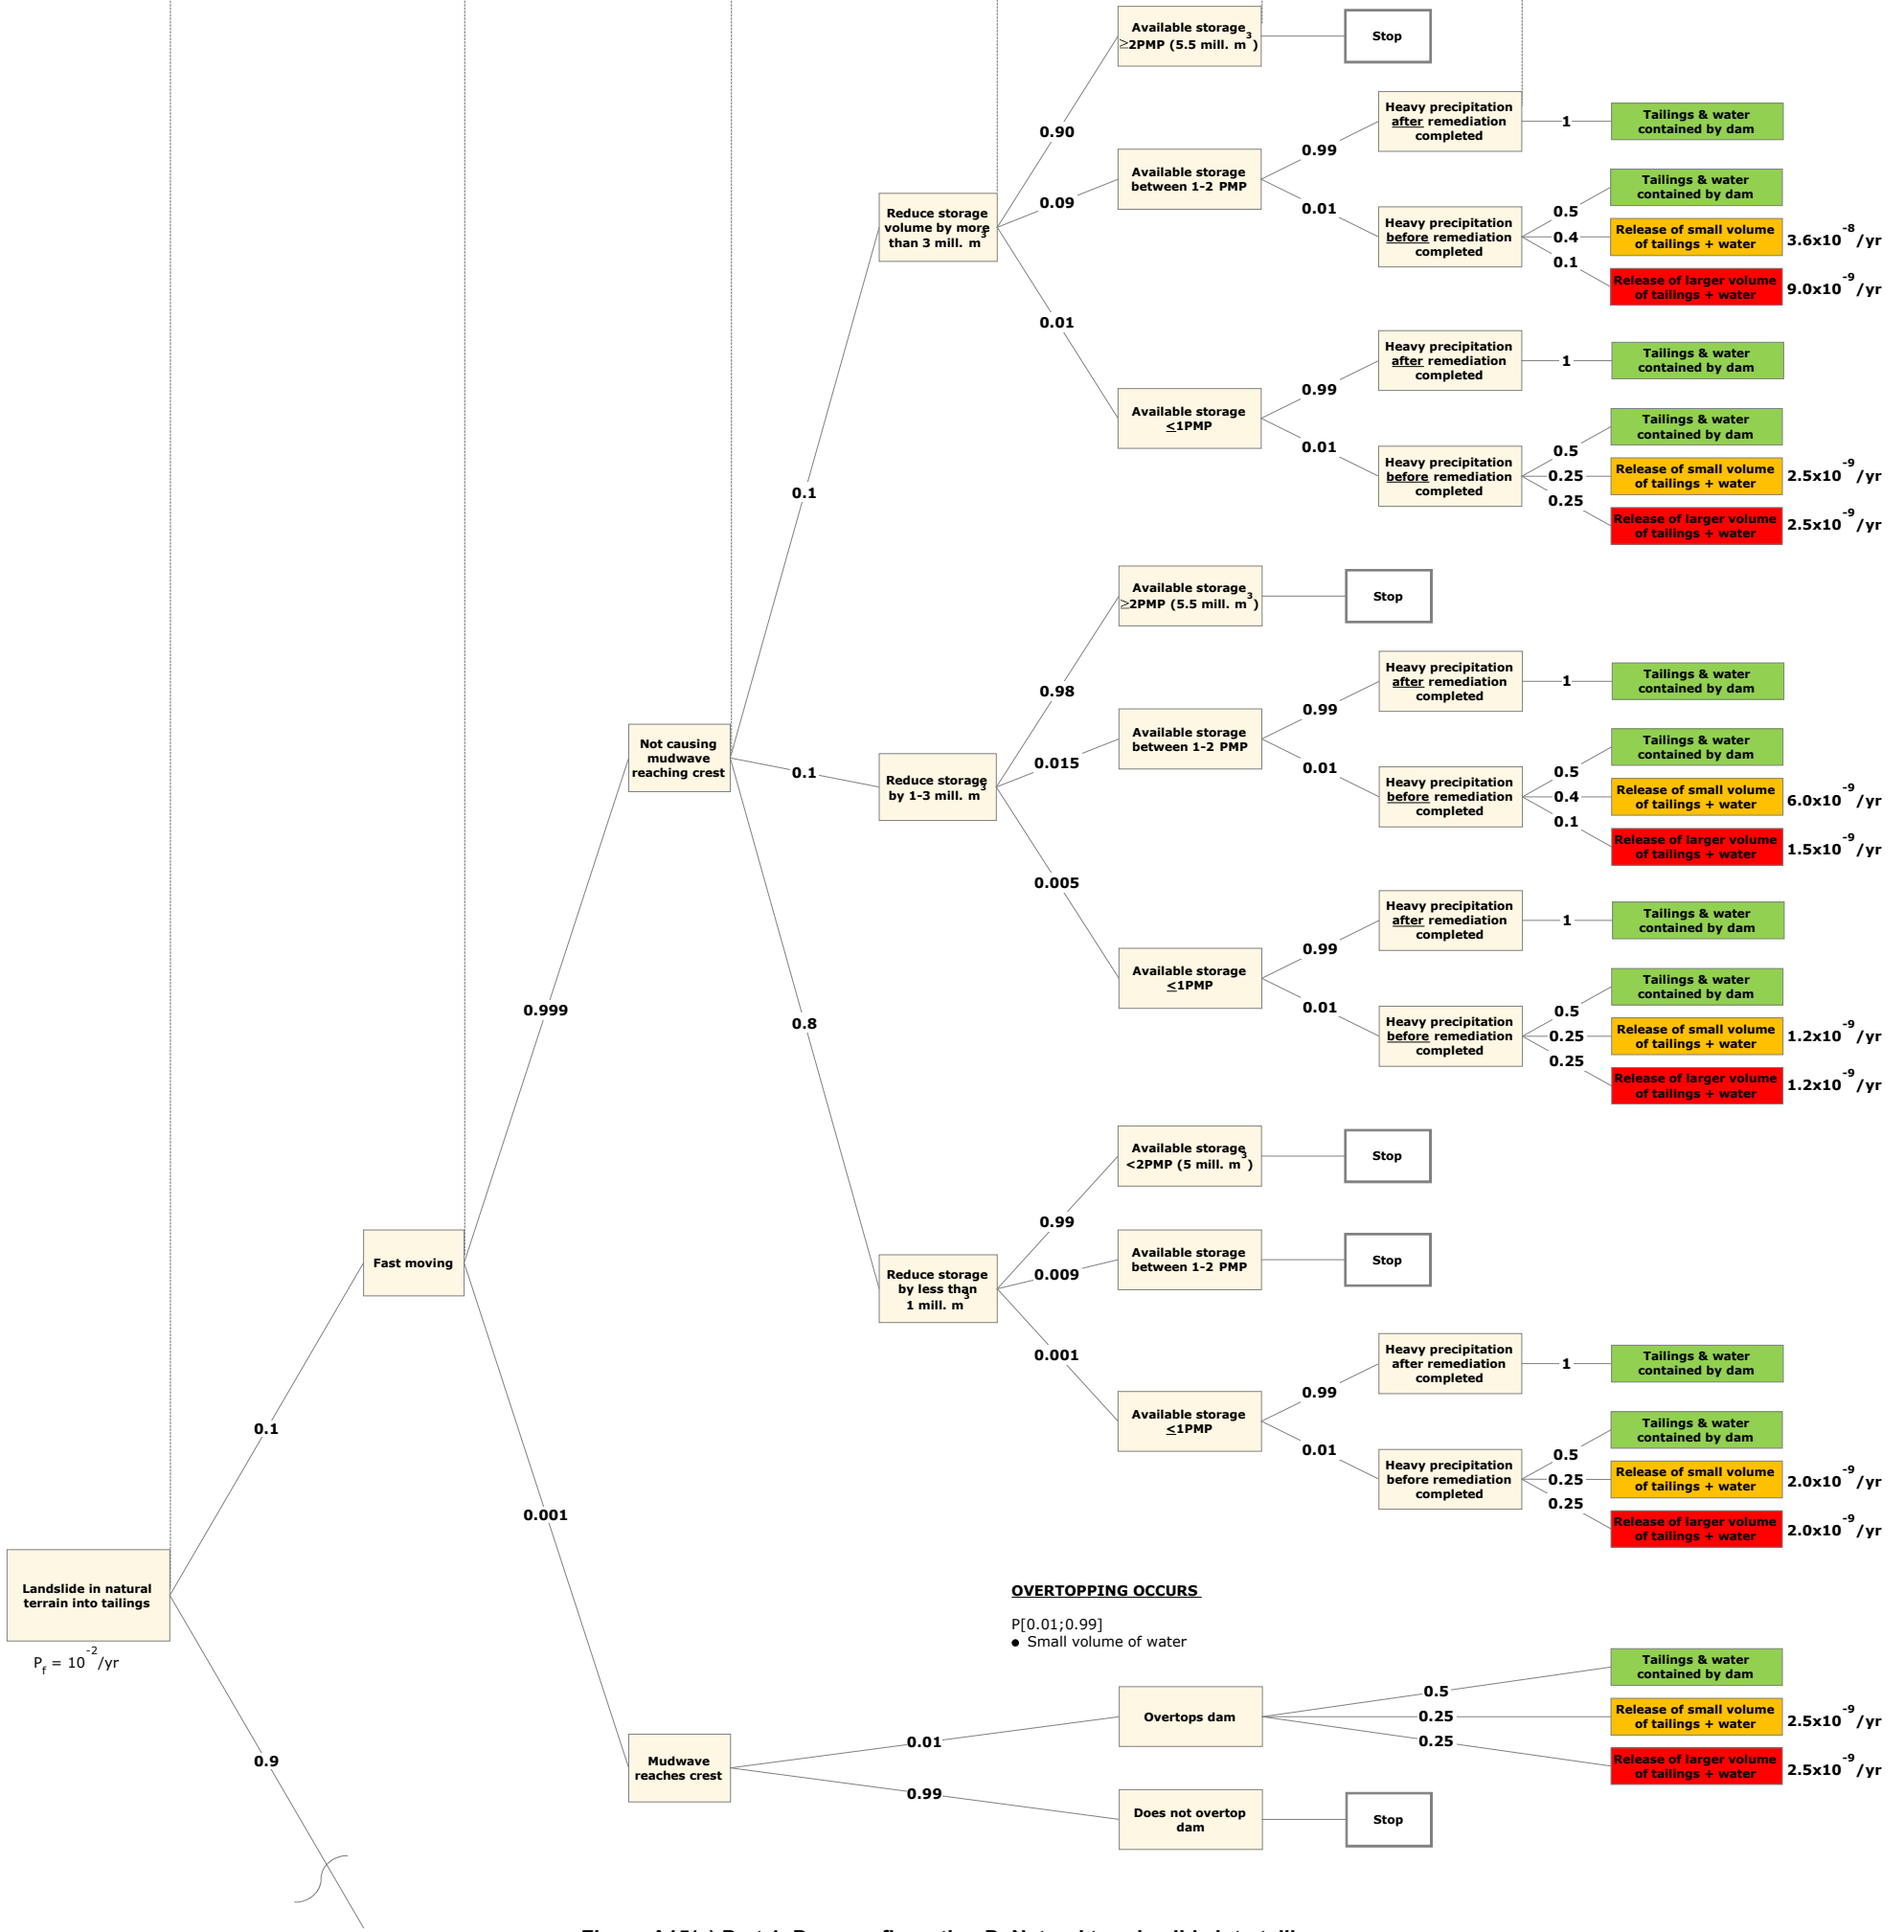 Available storage
≥2PMP (5.5 mill. m³)
Stop
0.90
Heavy precipitation
after remediation
completed
1
Tailings & water
contained by dam
0.99
Available storage
between 1-2 PMP
0.09
0.01
Tailings & water
contained by dam
Reduce storage
volume by more
than 3 mill. m³
Heavy precipitation
before remediation
completed
0.5
0.4
0.1
Release of small volume
of tailings + water
3.6x10⁻⁸/yr
Release of larger volume
of tailings + water
9.0x10⁻⁹/yr
0.01
Heavy precipitation
after remediation
completed
1
Tailings & water
contained by dam
0.99
Available storage
≤1PMP
0.01
Tailings & water
contained by dam
Heavy precipitation
before remediation
completed
0.5
0.25
0.25
Release of small volume
of tailings + water
2.5x10⁻⁹/yr
Release of larger volume
of tailings + water
2.5x10⁻⁹/yr
0.1
Available storage
≥2PMP (5.5 mill. m³)
Stop
0.98
Heavy precipitation
after remediation
completed
1
Tailings & water
contained by dam
0.99
Not causing
mudwave
reaching crest
Available storage
between 1-2 PMP
0.1
Reduce storage
by 1-3 mill. m³
0.015
0.01
Tailings & water
contained by dam
Heavy precipitation
before remediation
completed
0.5
0.4
0.1
Release of small volume
of tailings + water
6.0x10⁻⁹/yr
Release of larger volume
of tailings + water
1.5x10⁻⁹/yr
0.005
Heavy precipitation
after remediation
completed
1
Tailings & water
contained by dam
0.99
Available storage
≤1PMP
0.01
Tailings & water
contained by dam
0.999
0.8
Heavy precipitation
before remediation
completed
0.5
0.25
0.25
Release of small volume
of tailings + water
1.2x10⁻⁹/yr
Release of larger volume
of tailings + water
1.2x10⁻⁹/yr
Available storage
<2PMP (5 mill. m³)
Stop
0.99
Fast moving
Available storage
between 1-2 PMP
Stop
Reduce storage
by less than
1 mill. m³
0.009
0.001
Heavy precipitation
after remediation
completed
1
Tailings & water
contained by dam
0.99
Available storage
≤1PMP
0.01
Tailings & water
contained by dam
0.1
Heavy precipitation
before remediation
completed
0.5
0.25
0.25
Release of small volume
of tailings + water
2.0x10⁻⁹/yr
Release of larger volume
of tailings + water
2.0x10⁻⁹/yr
0.001
Landslide in natural
terrain into tailings
P_f = 10⁻²/yr
OVERTOPPING OCCURS
P[0.01;0.99]
● Small volume of water
Tailings & water
contained by dam
0.5
Overtops dam
0.25
0.25
Release of small volume
of tailings + water
2.5x10⁻⁹/yr
Release of larger volume
of tailings + water
2.5x10⁻⁹/yr
0.9
Mudwave
reaches crest
0.01
0.99
Does not overtop
dam
Stop